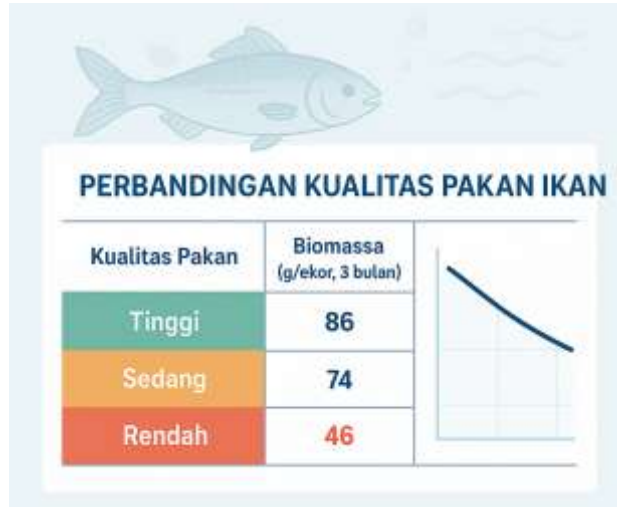 PERBANDINGAN KUALITAS PAKAN IKAN
Kualitas Pakan
Biomassa
(g/ekor, 3 bulan)
Tinggi
86
Sedang
74
Rendah
46